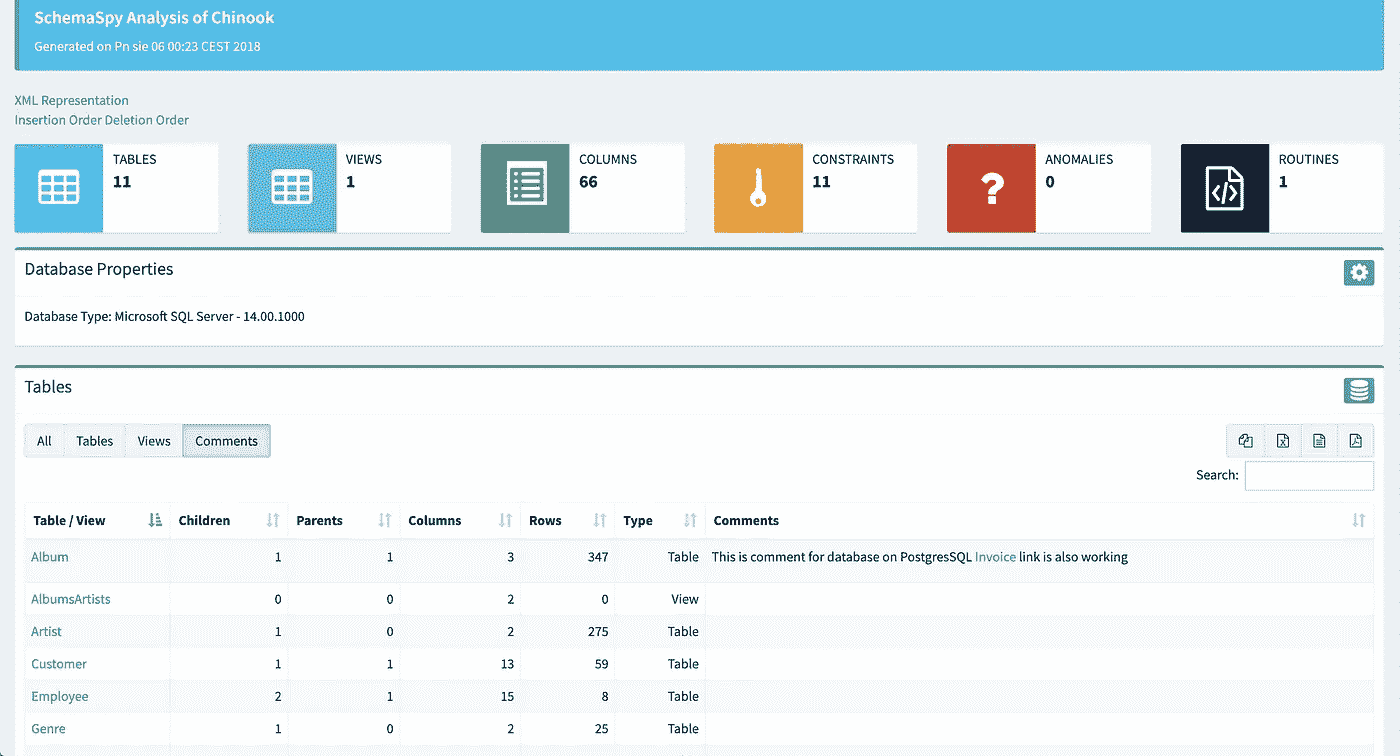 SchemaSpy Analysis of Chinook
Generated on Pn sie 06 00:23 CEST 2018
XML Representation
Insertion Order Deletion Order
TABLES
11
VIEWS
1
COLUMNS
66
CONSTRAINTS
11
ANOMALIES
0
ROUTINES
1
Database Properties
Database Type: Microsoft SQL Server - 14.00.1000
Tables
All Tables Views Comments
Search:
Table / View Children Parents Columns Rows Type Comments
Album 1 1 3 347 Table This is comment for database on PostgresSQL Invoice link is also working
AlbumsArtists 0 0 2 0 View
Artist 1 0 2 275 Table
Customer 1 1 13 59 Table
Employee 2 1 15 8 Table
Genre 1 0 2 25 Table